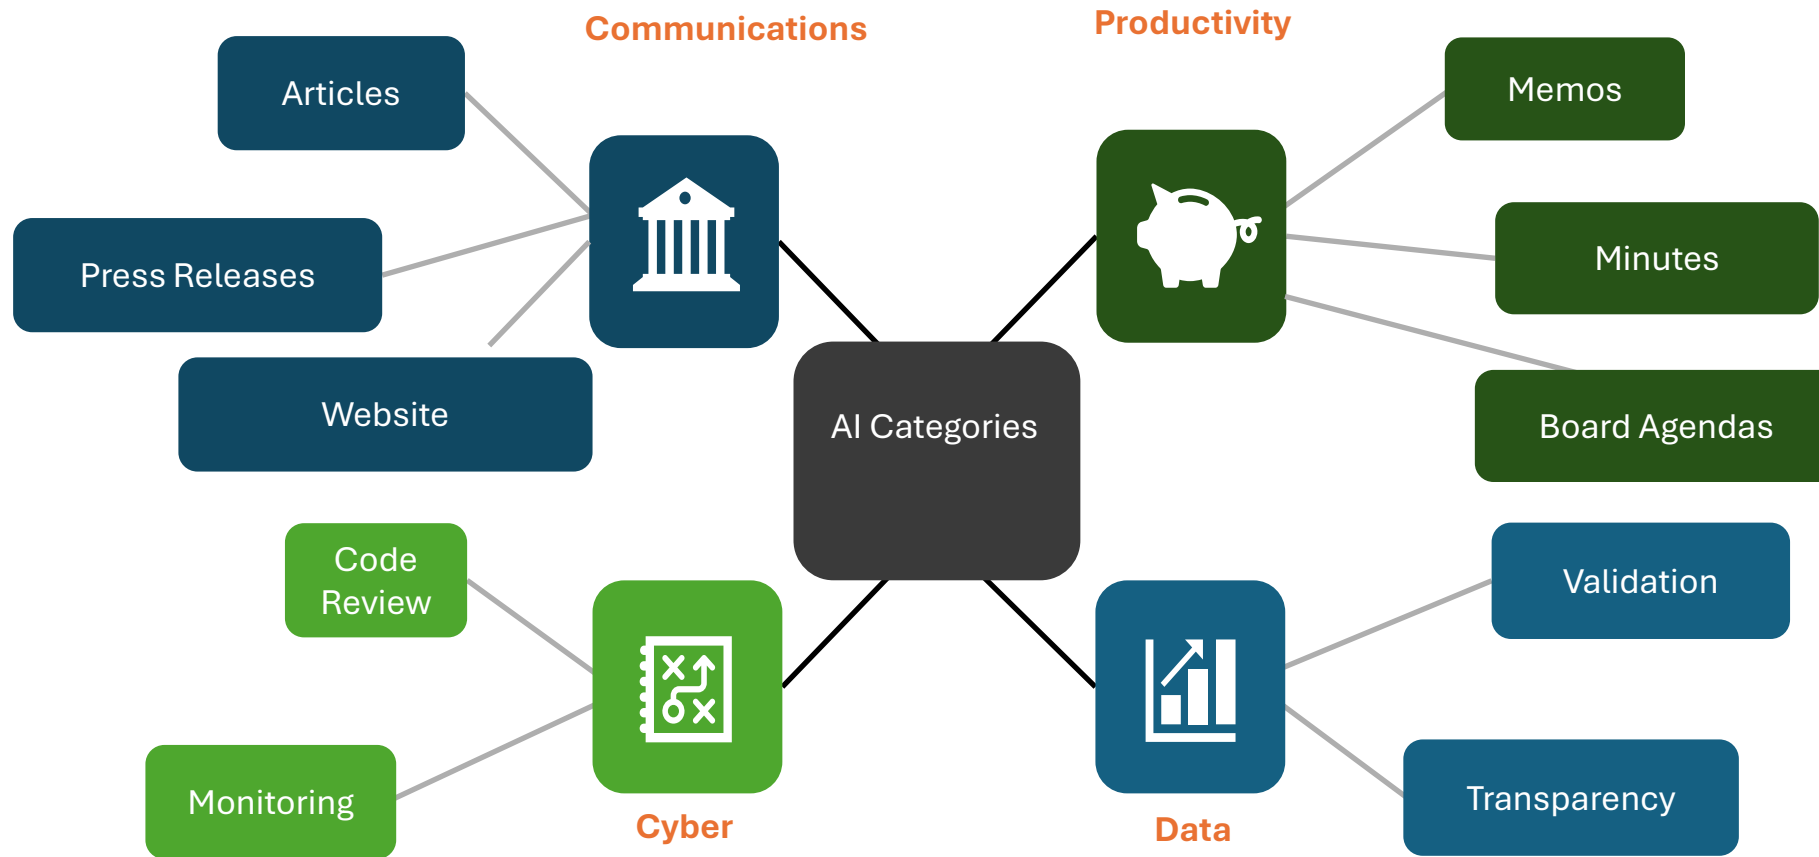 Communications
Productivity
Articles
Memos
Press Releases
Minutes
Website
AI Categories
Board Agendas
Code
Review
Validation
Monitoring
Transparency
Cyber
Data